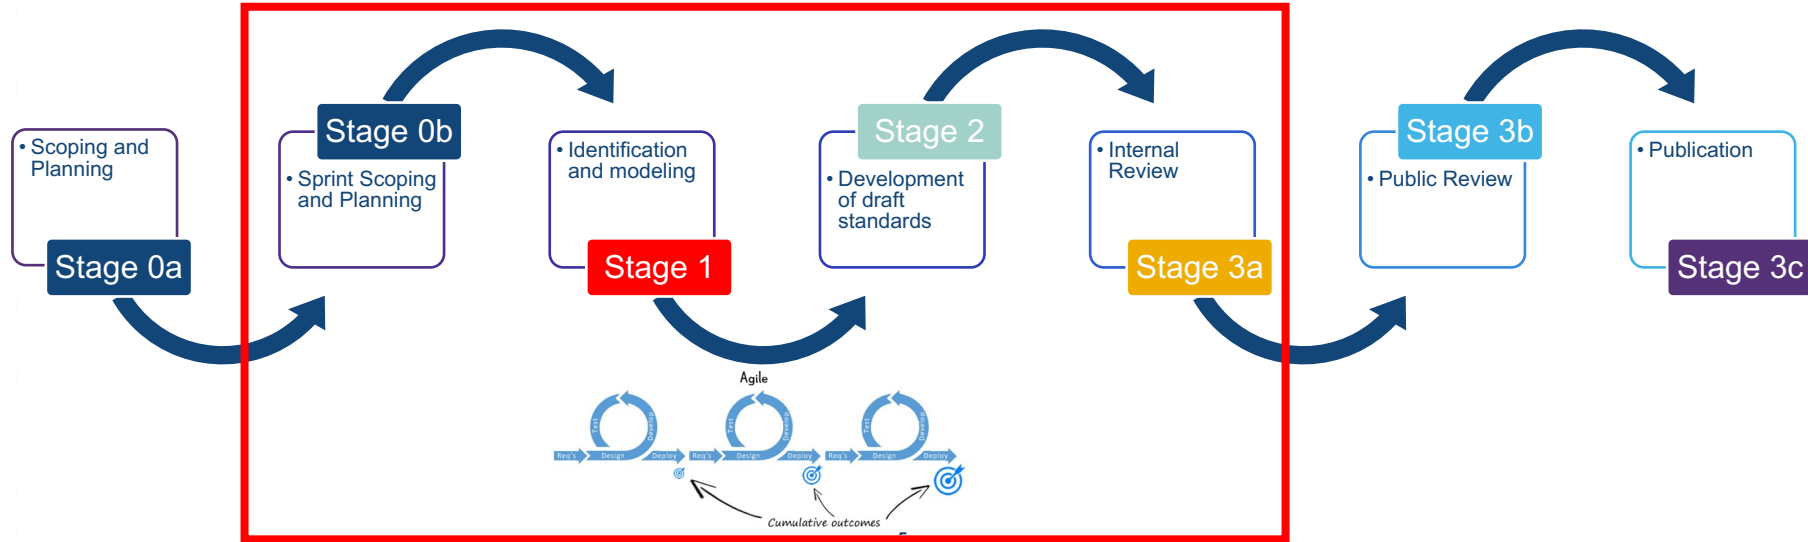 • Scoping and
Planning
Stage 0a
Stage 0b
• Sprint Scoping
and Planning
• Identification
and modeling
Stage 1
Stage 2
• Development
of draft
standards
• Internal
Review
Stage 3a
Stage 3b
• Public Review
• Publication
Stage 3c
Agile
Req's
Design
Develop
Test
Deploy
Req's
Design
Develop
Test
Deploy
Req's
Design
Develop
Test
Deploy
Cumulative outcomes